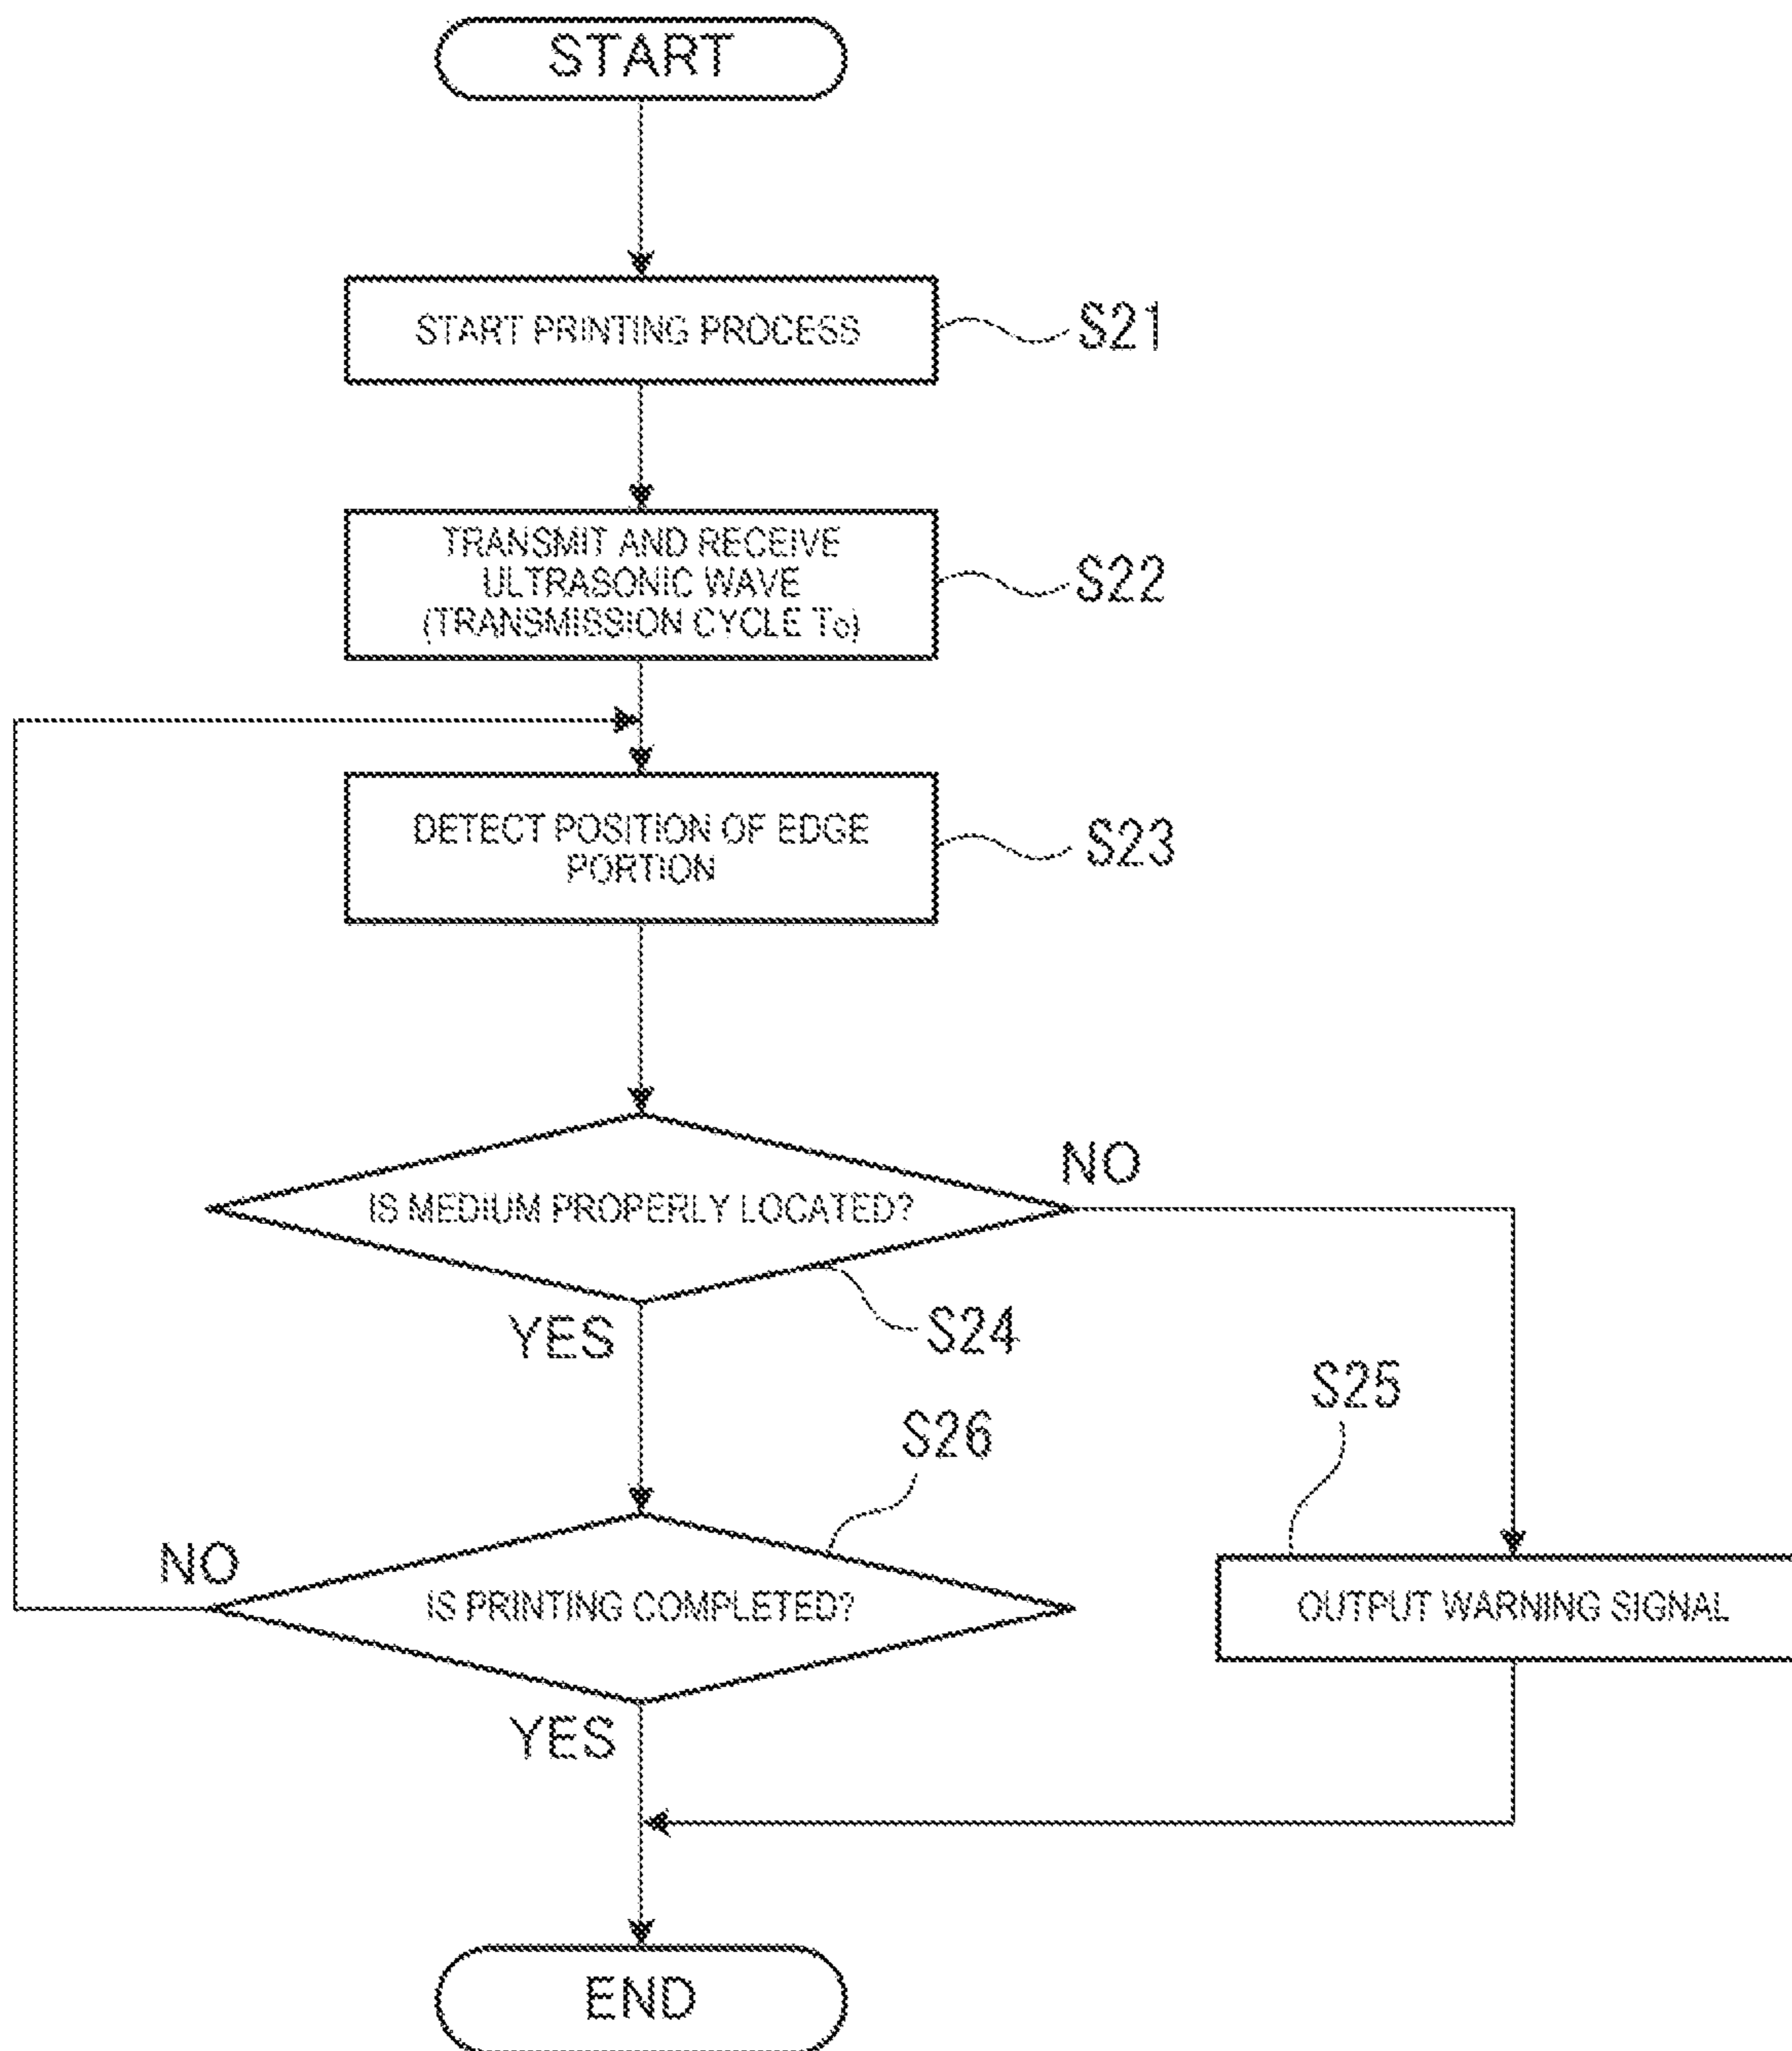 START
START PRINTING PROCESS
S21
TRANSMIT AND RECEIVE
ULTRASONIC WAVE
(TRANSMISSION CYCLE To)
S22
DETECT POSITION OF EDGE
PORTION
S23
IS MEDIUM PROPERLY LOCATED?
NO
YES
S24
S25
S26
NO
IS PRINTING COMPLETED?
OUTPUT WARNING SIGNAL
YES
END